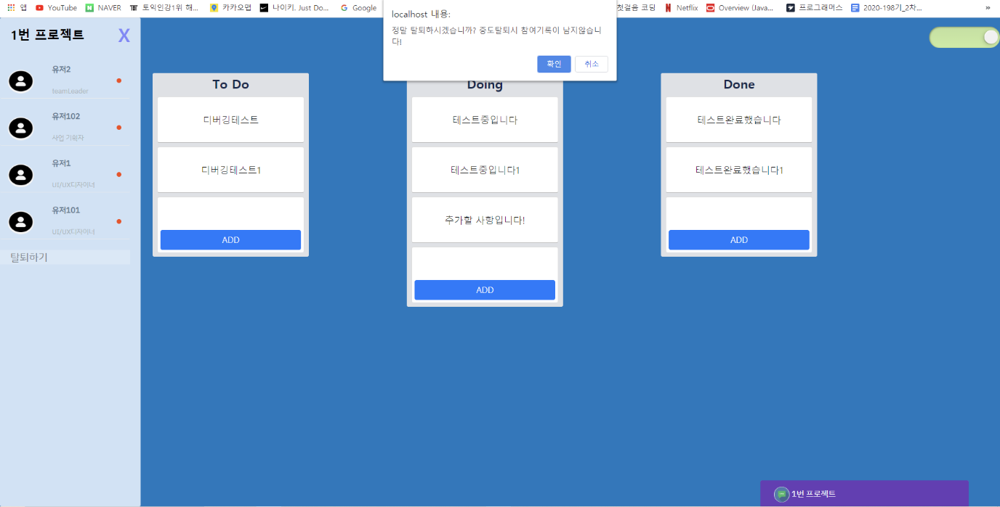 앱 YouTube NAVER 토익인강1위 해... 카카오맵 나이키. Just Do... Google 첫걸음 코딩 Netflix Overview (Java... 프로그래머스 2020-198기_2차... »
localhost 내용:
정말 탈퇴하시겠습니까? 중도탈퇴시 참여기록이 남지않습니
다!
확인 취소
1번 프로젝트 X
유저2
teamLeader
유저102
사업 기획자
유저1
UI/UX디자이너
유저101
UI/UX디자이너
탈퇴하기
To Do
디버깅테스트
디버깅테스트1
ADD
Doing
테스트중입니다
테스트중입니다1
추가할 사항입니다!
ADD
Done
테스트완료했습니다
테스트완료했습니다1
ADD
1번 프로젝트